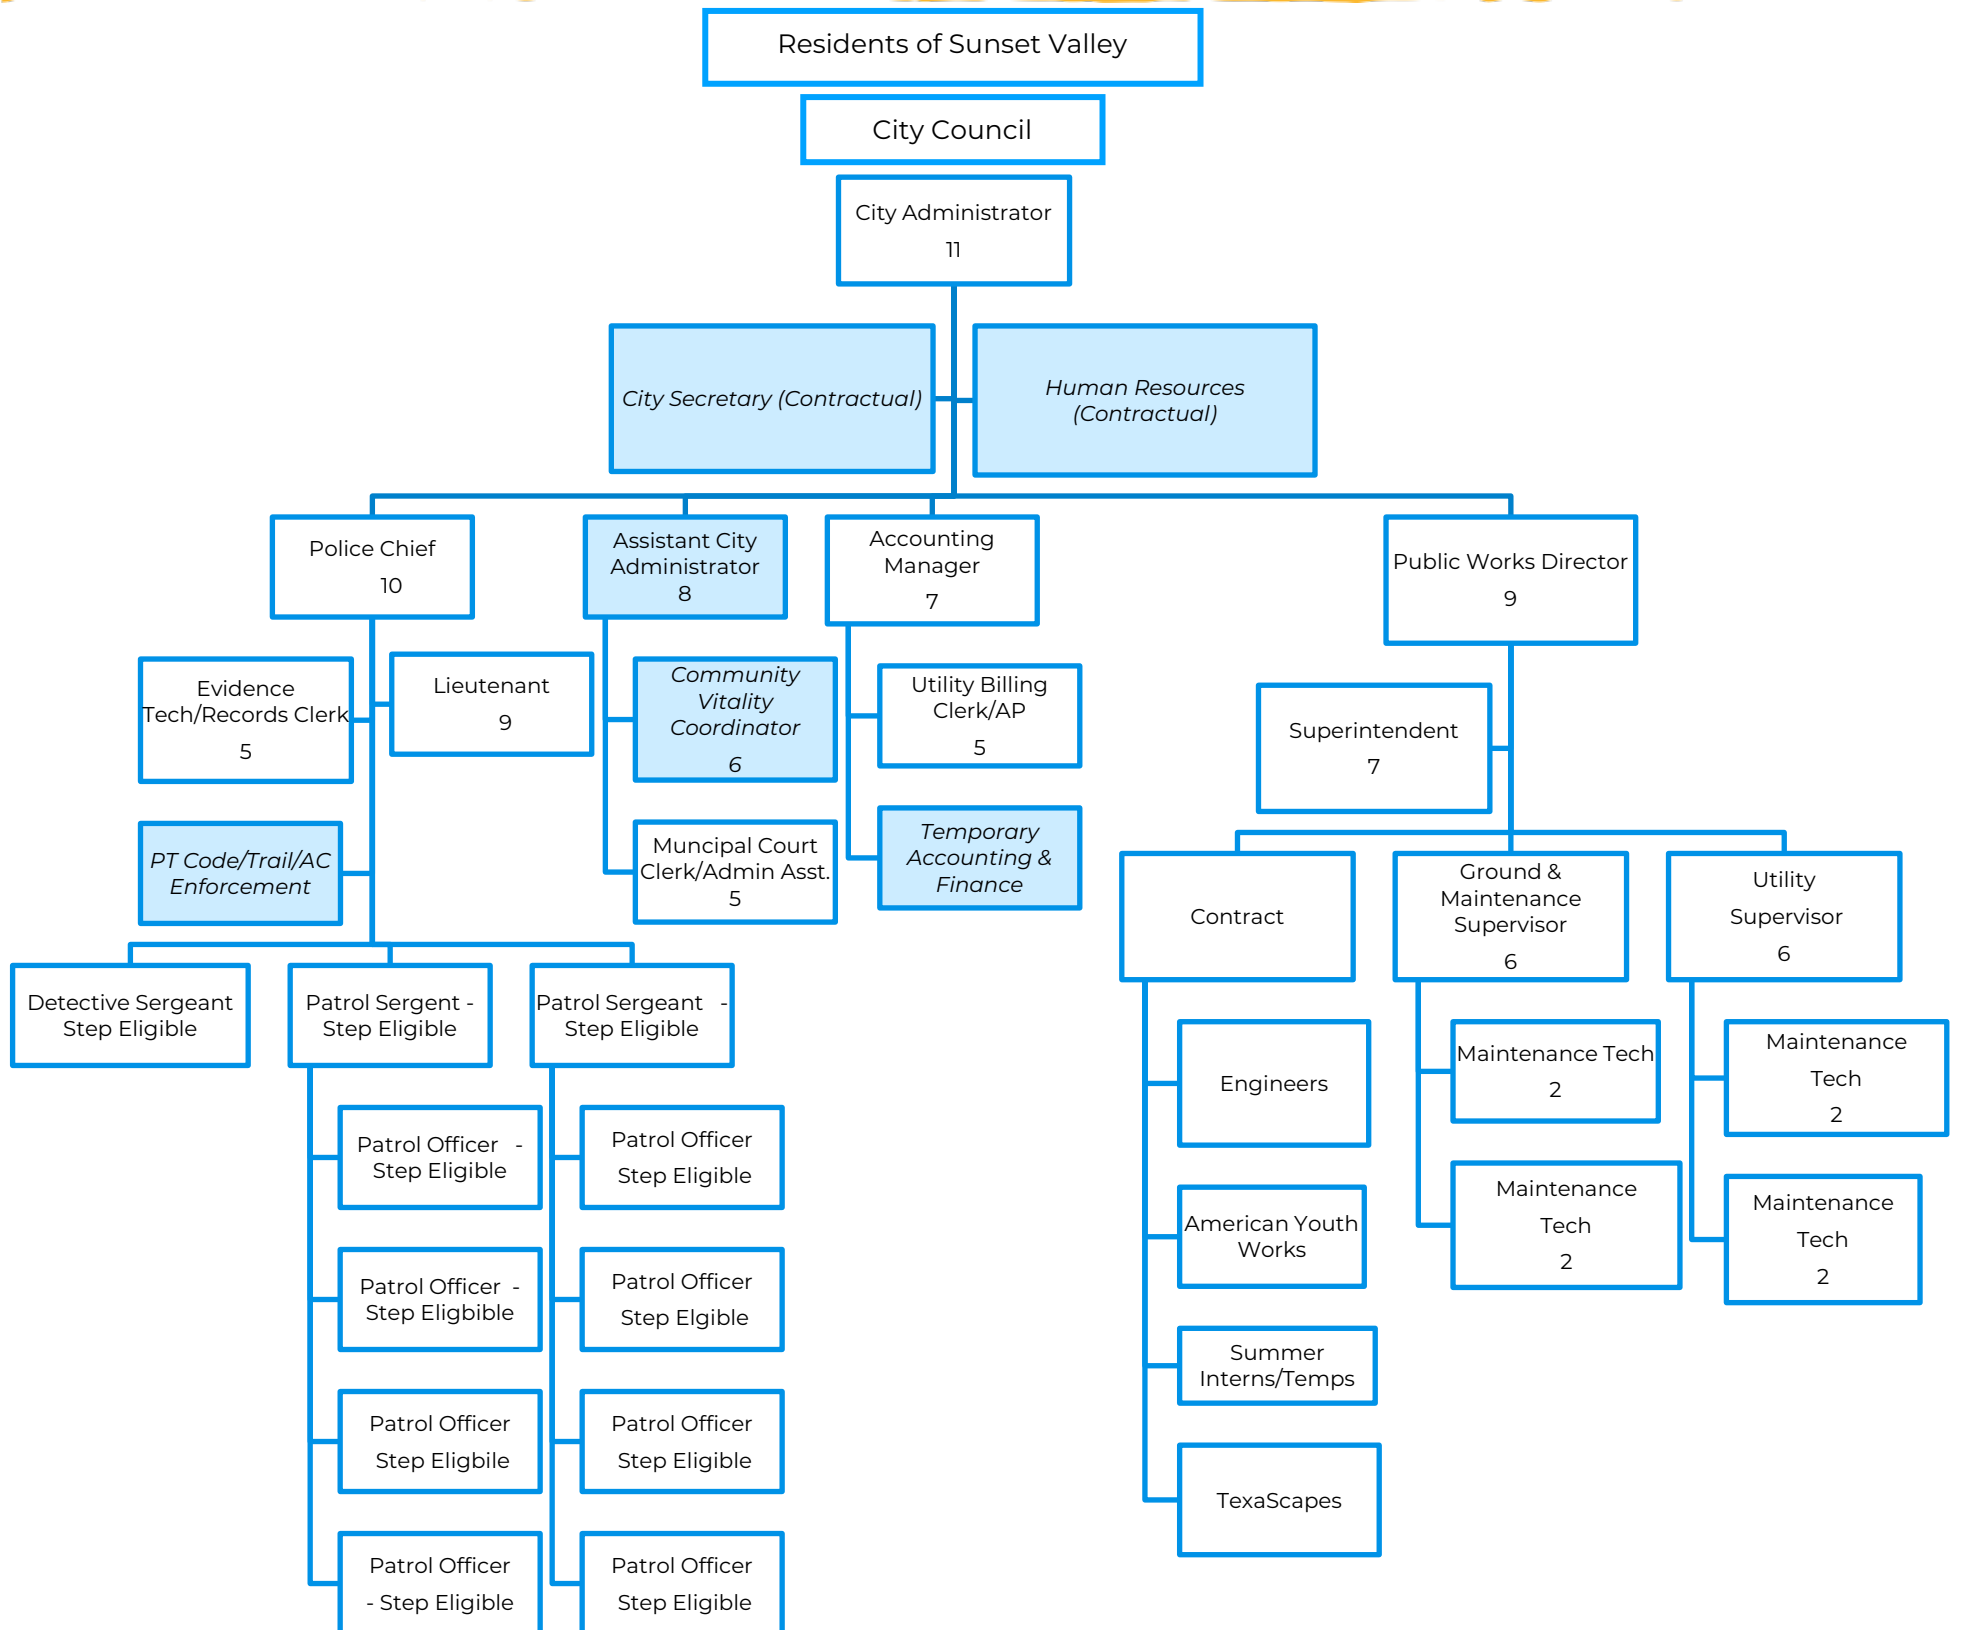 Residents of Sunset Valley
City Council
City Administrator
11
City Secretary (Contractual)
Human Resources
(Contractual)
Police Chief
10
Assistant City
Administrator
8
Accounting
Manager
7
Public Works Director
9
Evidence
Tech/Records Clerk
5
Lieutenant
9
Community
Vitality
Coordinator
6
Utility Billing
Clerk/AP
5
Superintendent
7
PT Code/Trail/AC
Enforcement
Muncipal Court
Clerk/Admin Asst.
5
Temporary
Accounting &
Finance
Contract
Ground &
Maintenance
Supervisor
6
Utility
Supervisor
6
Detective Sergeant
Step Eligible
Patrol Sergent -
Step Eligible
Patrol Sergeant -
Step Eligible
Engineers
Maintenance Tech
2
Maintenance
Tech
2
Patrol Officer -
Step Eligible
Patrol Officer
Step Eligible
American Youth
Works
Maintenance
Tech
2
Maintenance
Tech
2
Patrol Officer -
Step Eligbible
Patrol Officer
Step Elgible
Summer
Interns/Temps
Patrol Officer
Step Eligbile
Patrol Officer
Step Eligible
TexaScapes
Patrol Officer
- Step Eligible
Patrol Officer
Step Eligible